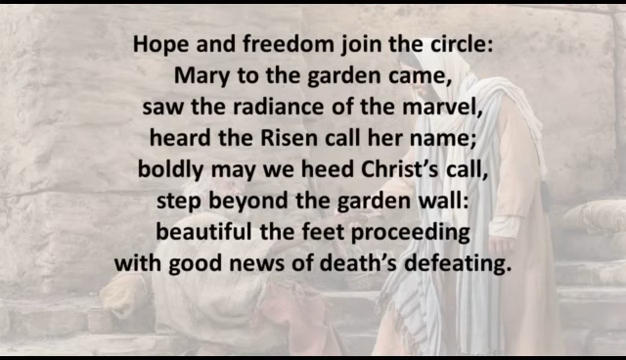 Hope and freedom join the circle:
Mary to the garden came,
saw the radiance of the marvel,
heard the Risen call her name;
boldly may we heed Christ’s call,
step beyond the garden wall:
beautiful the feet proceeding
with good news of death’s defeating.